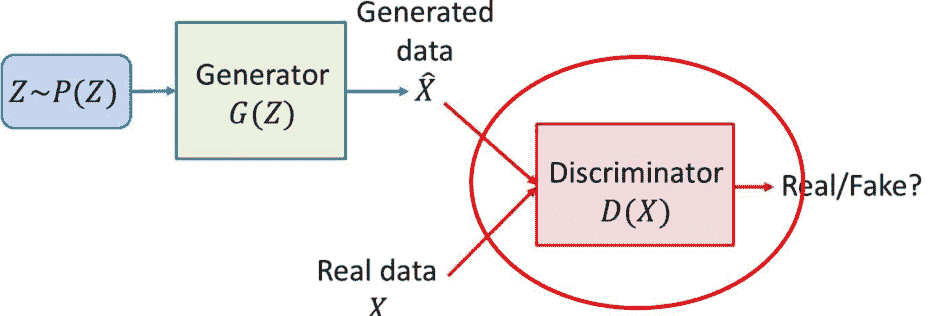 Z~P(Z)
Generator
G(Z)
Generated
data
X̂
Discriminator
D(X)
Real/Fake?
Real data
X